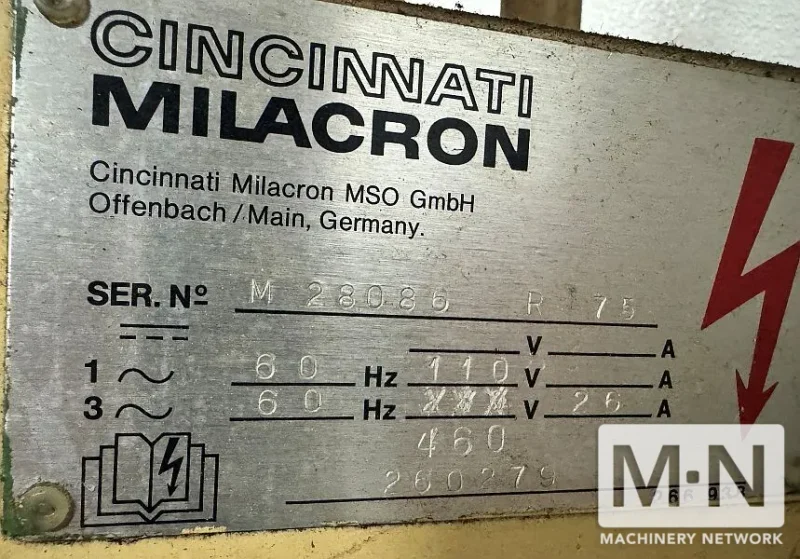 CINCINNATI
MILACRON
Cincinnati Milacron MSO GmbH
Offenbach/Main, Germany.
SER. Nº M 28086 R 75
V A
1 60 Hz 110 V A
3 60 Hz XXX V 26 A
460
260279
M·N
MACHINERY NETWORK